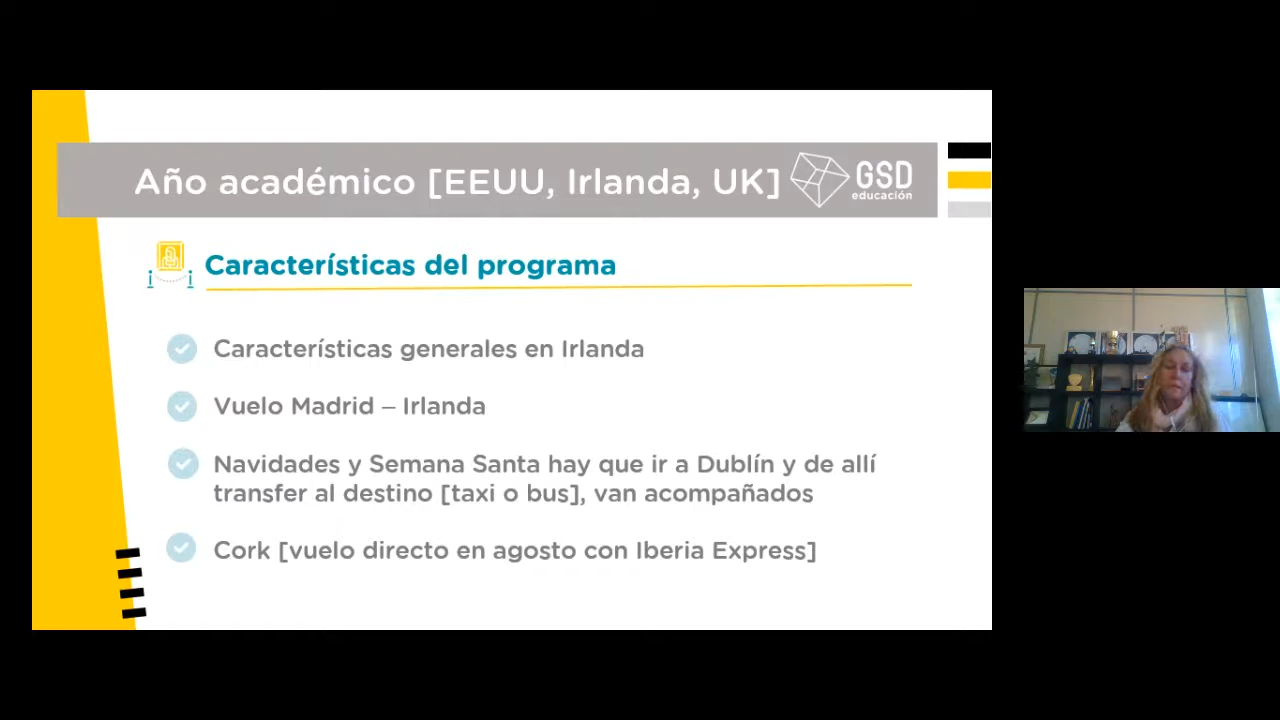 Año académico [EEUU, Irlanda, UK]
GSD
educación
Características del programa
Características generales en Irlanda
Vuelo Madrid – Irlanda
Navidades y Semana Santa hay que ir a Dublín y de allí
transfer al destino [taxi o bus], van acompañados
Cork [vuelo directo en agosto con Iberia Express]